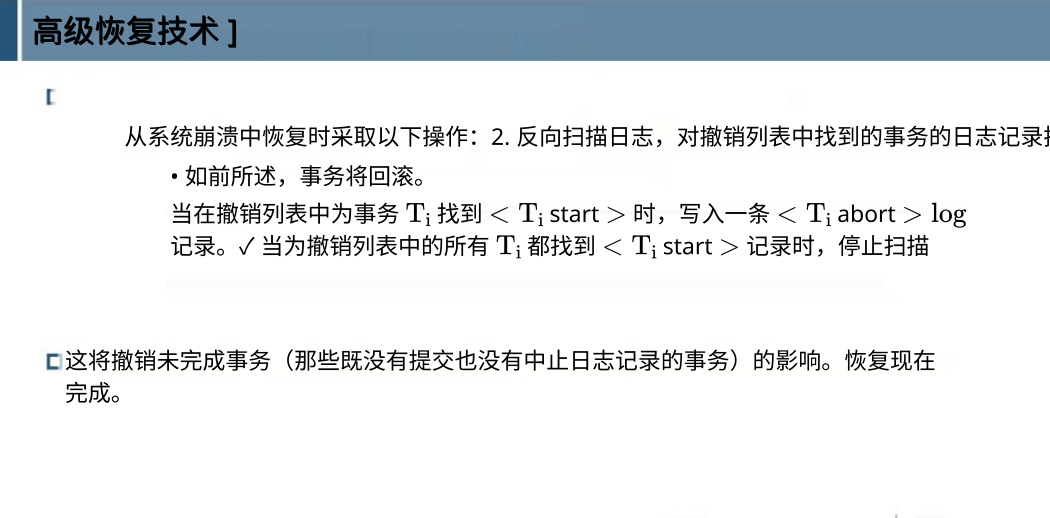 高级恢复技术 ]
从系统崩溃中恢复时采取以下操作：2. 反向扫描日志，对撤销列表中找到的事务的日志记录
• 如前所述，事务将回滚。
当在撤销列表中为事务 Tᵢ 找到 < Tᵢ start > 时，写入一条 < Tᵢ abort > log
记录。✓ 当为撤销列表中的所有 Tᵢ 都找到 < Tᵢ start > 记录时，停止扫描
这将撤销未完成事务（那些既没有提交也没有中止日志记录的事务）的影响。恢复现在
完成。